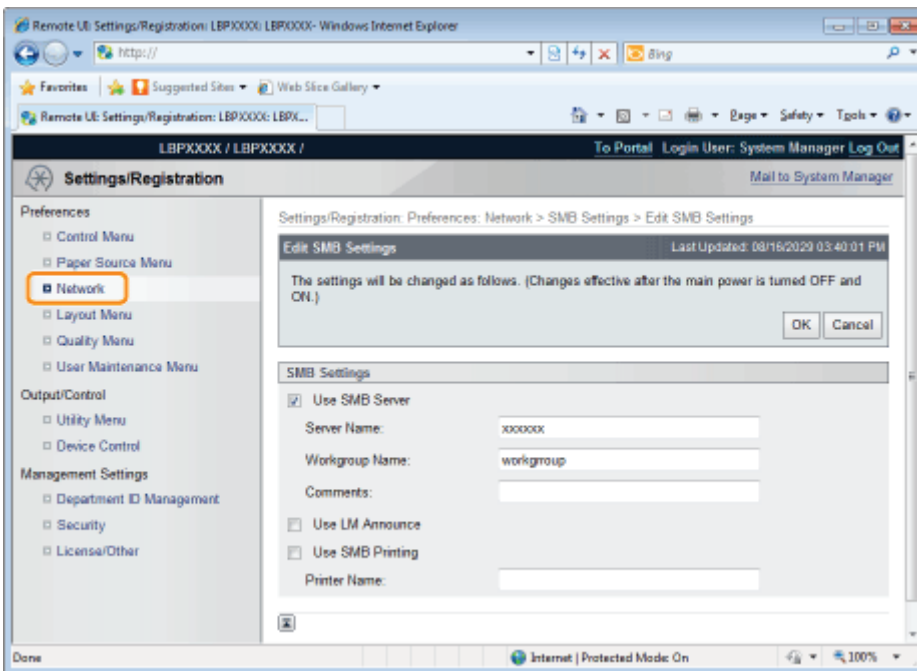 Remote UI: Settings/Registration: LBPXXXX: LBPXXXX- Windows Internet Explorer
http://
Bing
Favorites Suggested Sites Web Slice Gallery
Remote UI: Settings/Registration: LBPXXXX: LBPX... Page Safety Tools
LBPXXXX / LBPXXXX / To Portal Login User: System Manager Log Out
Settings/Registration Mail to System Manager
Preferences
Control Menu
Paper Source Menu
Network
Layout Menu
Quality Menu
User Maintenance Menu
Output/Control
Utility Menu
Device Control
Management Settings
Department ID Management
Security
License/Other
Settings/Registration: Preferences: Network > SMB Settings > Edit SMB Settings
Edit SMB Settings Last Updated: 08/16/2029 03:40:01 PM
The settings will be changed as follows. (Changes effective after the main power is turned OFF and
ON.)
OK Cancel
SMB Settings
Use SMB Server
Server Name: xxxxxx
Workgroup Name: workgrroup
Comments:
Use LM Announce
Use SMB Printing
Printer Name:
Done Internet | Protected Mode: On 100%